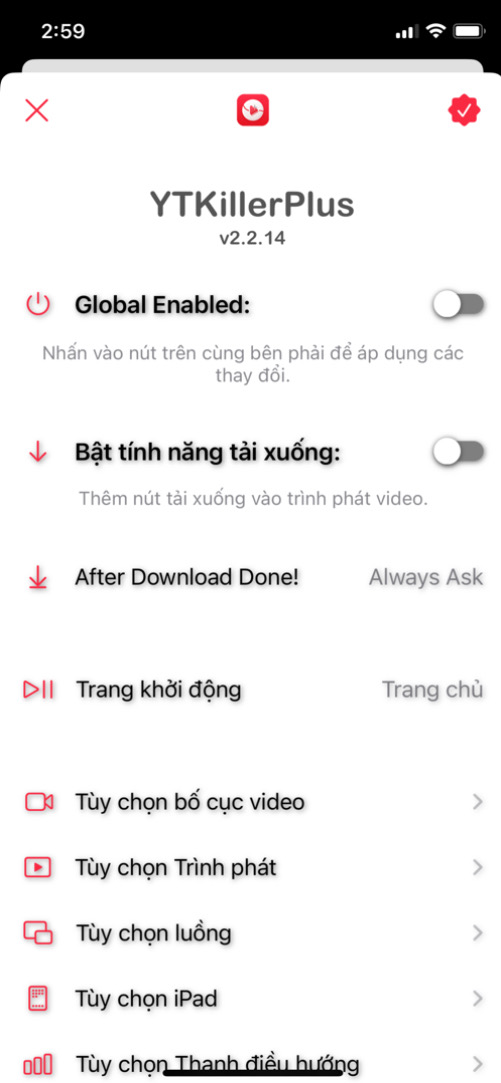 2:59
YTKillerPlus
v2.2.14
Global Enabled:
Nhấn vào nút trên cùng bên phải để áp dụng các
thay đổi.
Bật tính năng tải xuống:
Thêm nút tải xuống vào trình phát video.
After Download Done! Always Ask
Trang khởi động Trang chủ
Tùy chọn bố cục video
Tùy chọn Trình phát
Tùy chọn luồng
Tùy chọn iPad
Tùy chọn Thanh điều hướng